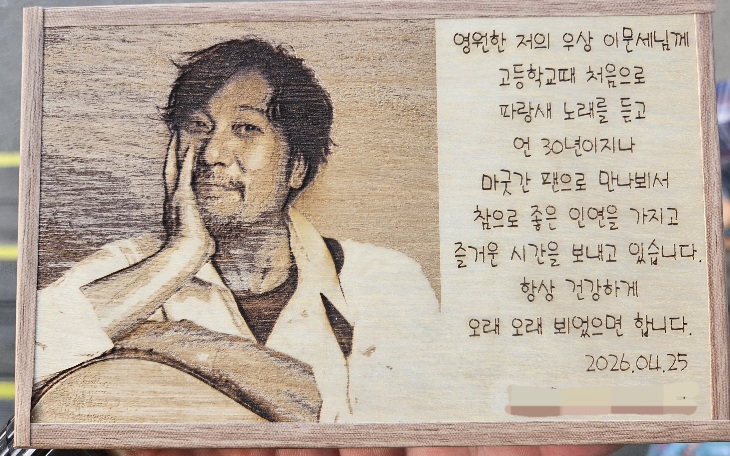 영원한 저의 우상 이문세님께
고등학교때 처음으로
파랑새 노래를 듣고
언 30년이지나
마굿간 팬으로 만나뵈서
참으로 좋은 인연을 가지고
즐거운 시간을 보내고 있습니다.
항상 건강하게
오래 오래 뵈었으면 합니다.
2026.04.25